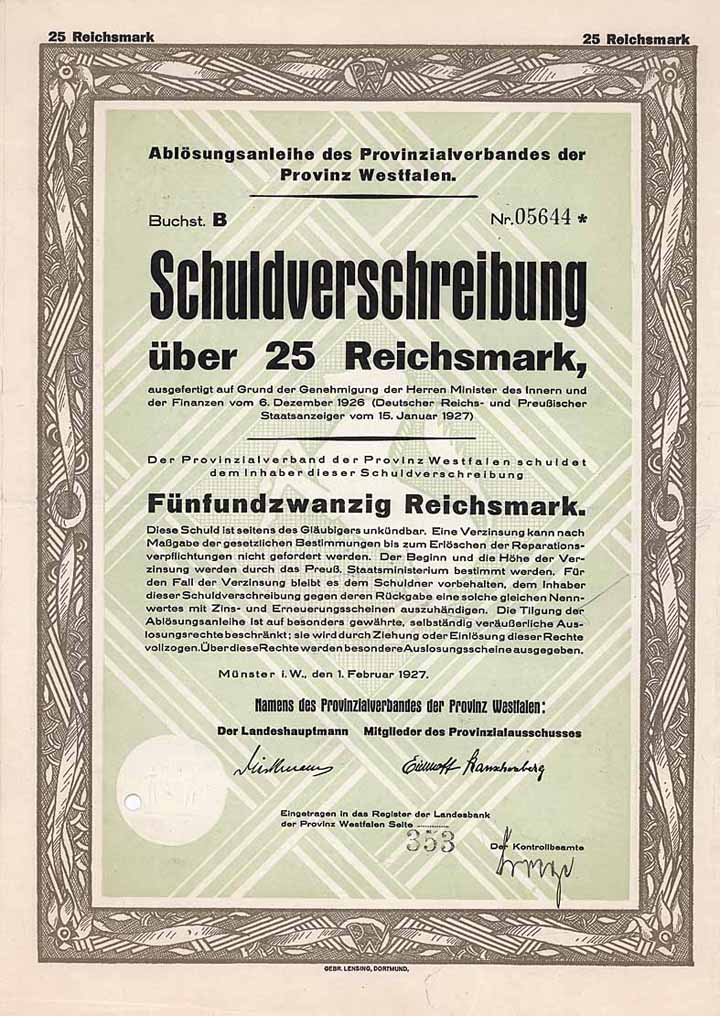 25 Reichsmark
25 Reichsmark
Ablösungsanleihe des Provinzialverbandes der
Provinz Westfalen.
Buchst. B
Nr. 05644 *
Schuldverschreibung
über 25 Reichsmark,
ausgefertigt auf Grund der Genehmigung der Herren Minister des Innern und
der Finanzen vom 6. Dezember 1926 (Deutscher Reichs- und Preußischer
Staatsanzeiger vom 15. Januar 1927)
Der Provinzialverband der Provinz Westfalen schuldet
dem Inhaber dieser Schuldverschreibung
Fünfundzwanzig Reichsmark.
Diese Schuld ist seitens des Gläubigers unkündbar. Eine Verzinsung kann nach
Maßgabe der gesetzlichen Bestimmungen bis zum Erlöschen der Reparations-
verpflichtungen nicht gefordert werden. Der Beginn und die Höhe der Ver-
zinsung werden durch das Preuß. Staatsministerium bestimmt werden. Für
den Fall der Verzinsung bleibt es dem Schuldner vorbehalten, dem Inhaber
dieser Schuldverschreibung gegen deren Rückgabe eine solche gleichen Nenn-
wertes mit Zins- und Erneuerungsscheinen auszuhändigen. Die Tilgung der
Ablösungsanleihe ist auf besonders gewährte, selbständig veräußerliche Aus-
losungsrechte beschränkt; sie wird durch Ziehung oder Einlösung dieser Rechte
vollzogen. Über diese Rechte werden besondere Auslosungsscheine ausgegeben.
Münster i. W., den 1. Februar 1927.
Namens des Provinzialverbandes der Provinz Westfalen:
Der Landeshauptmann Mitglieder des Provinzialausschusses
Eingetragen in das Register der Landesbank
der Provinz Westfalen Seite
353
Der Kontrollbeamte
GEBR. LENSING, DORTMUND,